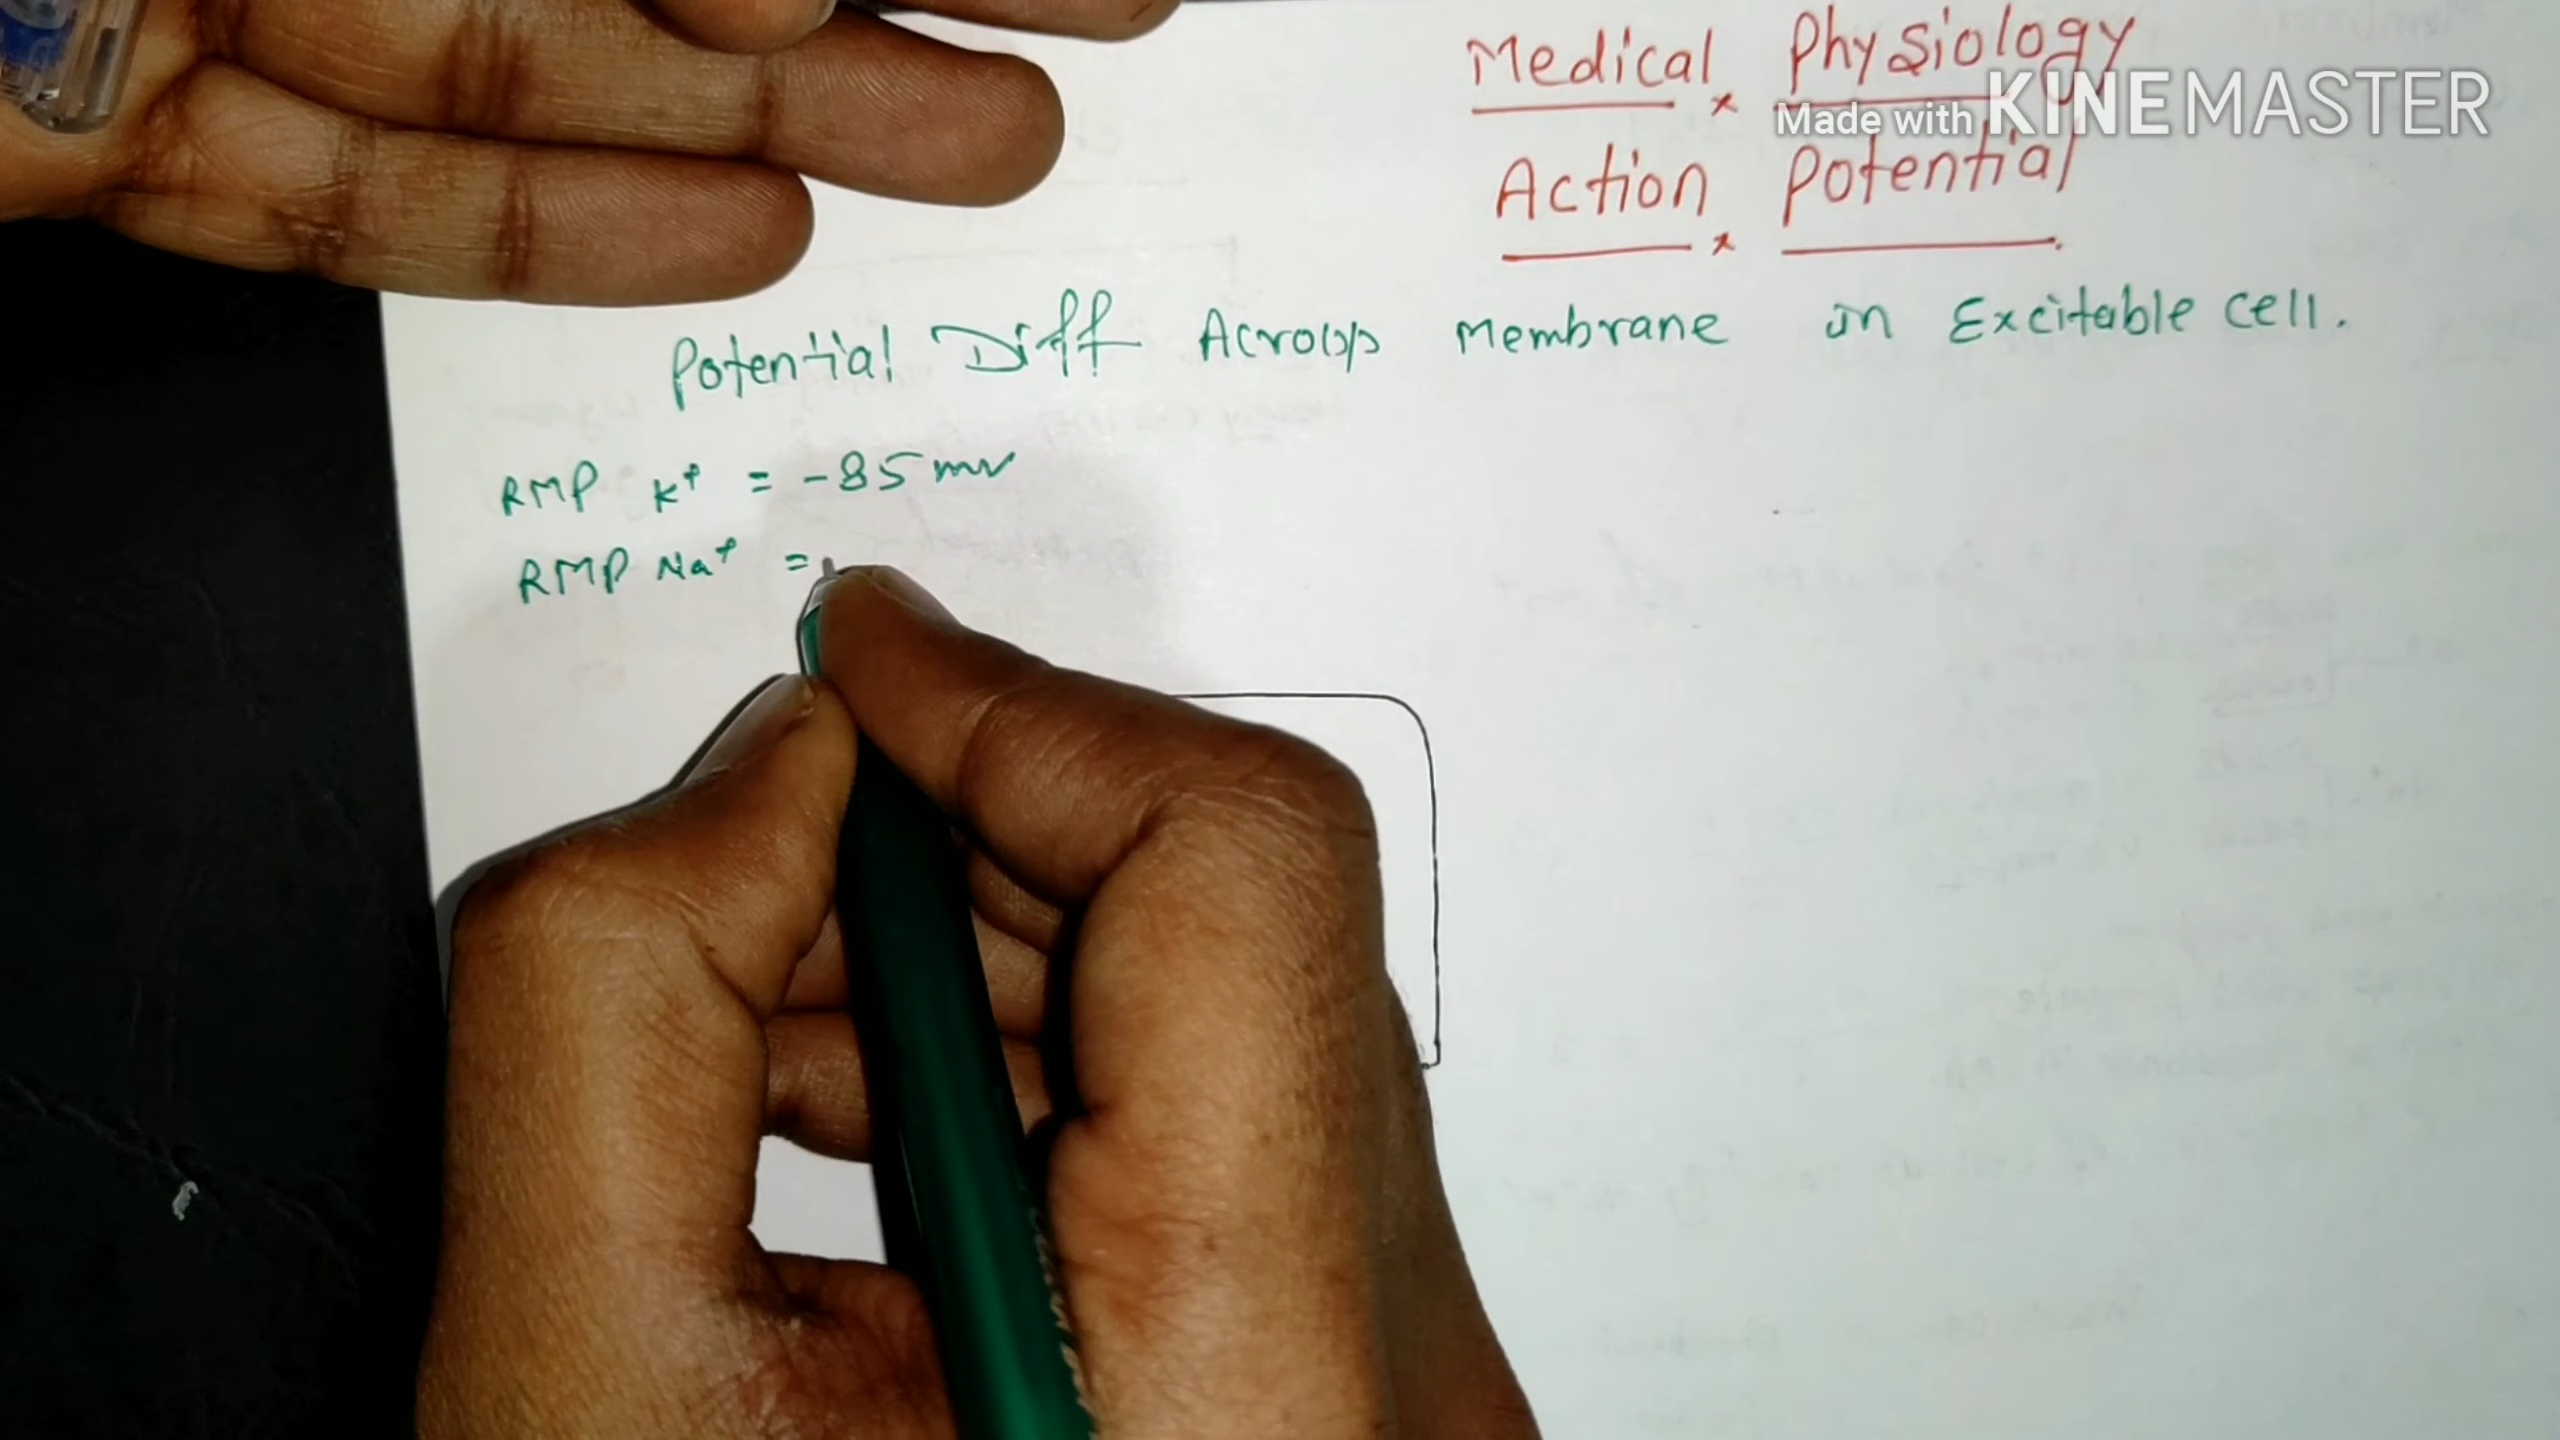 Medical Physiology
Made with KINEMASTER
Action Potential
Potential Diff Across Membrane in Excitable cell.
RMP K+ = -85 mv
RMP Na+ =